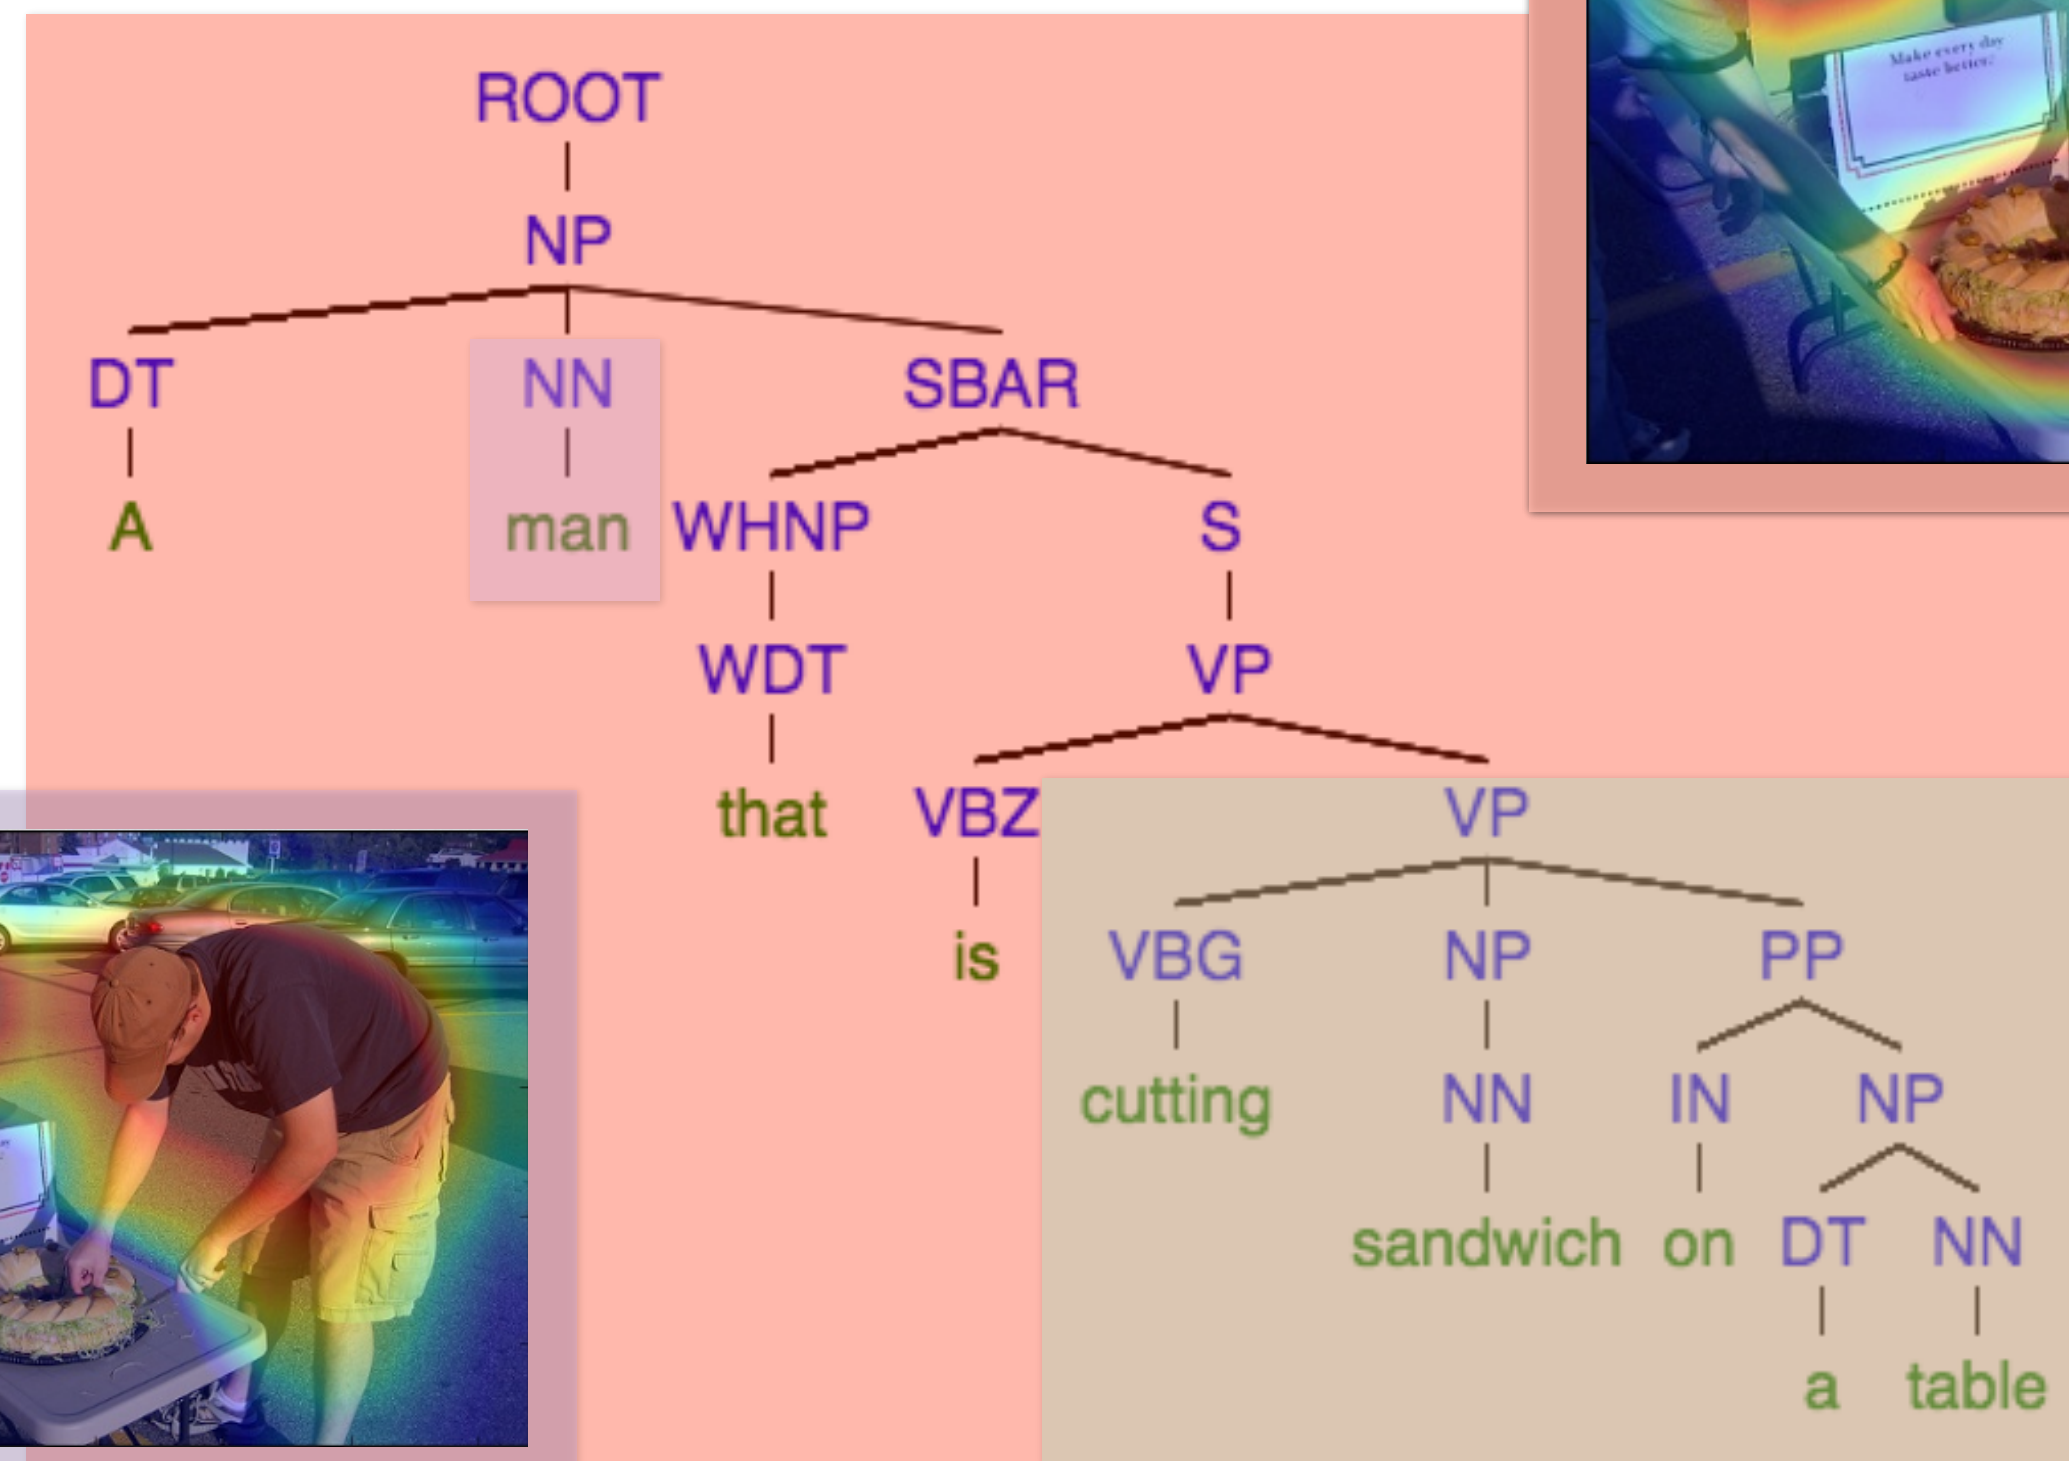 ROOT
Make every day
taste better.
NP
DT NN SBAR
A man WHNP S
WDT VP
that VBZ VP
is VBG NP PP
cutting NN IN NP
sandwich on DT NN
a table